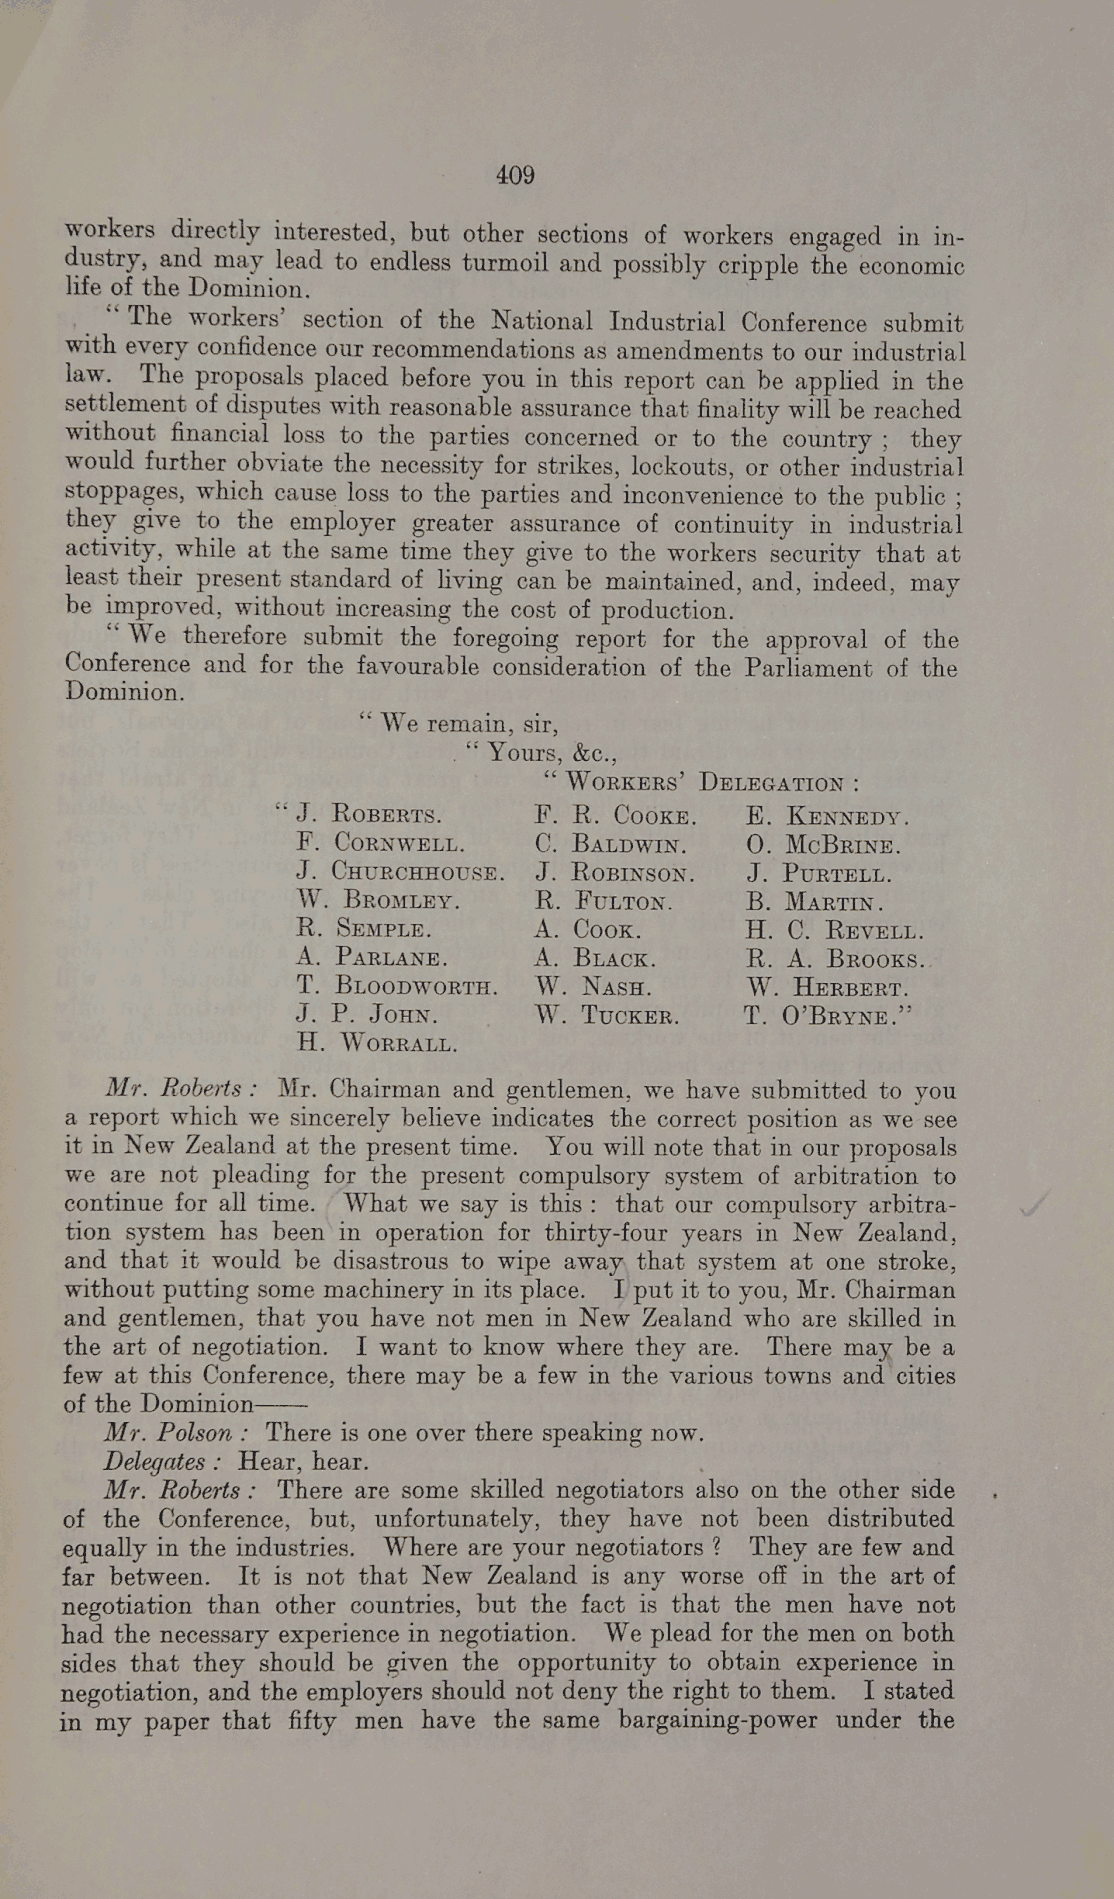 409
workers directly interested, but other sections of workers engaged in in-
dustry, and may lead to endless turmoil and possibly cripple the economic
life of the Dominion.
“ The workers’ section of the National Industrial Conference submit
with every confidence our recommendations as amendments to our industrial
law. The proposals placed before you in this report can be applied in the
settlement of disputes with reasonable assurance that finality will be reached
without financial loss to the parties concerned or to the country ; they
would further obviate the necessity for strikes, lockouts, or other industrial
stoppages, which cause loss to the parties and inconvenience to the public ;
they give to the employer greater assurance of continuity in industrial
activity, while at the same time they give to the workers security that at
least their present standard of living can be maintained, and, indeed, may
be improved, without increasing the cost of production.
“ We therefore submit the foregoing report for the approval of the
Conference and for the favourable consideration of the Parliament of the
Dominion.
“ We remain, sir,
“ Yours, &c.,
“ WORKERS’ DELEGATION :
“ J. ROBERTS. F. R. COOKE. E. KENNEDY.
F. CORNWELL. C. BALDWIN. O. MCBRINE.
J. CHURCHHOUSE. J. ROBINSON. J. PURTELL.
W. BROMLEY. R. FULTON. B. MARTIN.
R. SEMPLE. A. COOK. H. C. REVELL.
A. PARLANE. A. BLACK. R. A. BROOKS.
T. BLOODWORTH. W. NASH. W. HERBERT.
J. P. JOHN. W. TUCKER. T. O’BRYNE.”
H. WORRALL.
Mr. Roberts : Mr. Chairman and gentlemen, we have submitted to you
a report which we sincerely believe indicates the correct position as we see
it in New Zealand at the present time. You will note that in our proposals
we are not pleading for the present compulsory system of arbitration to
continue for all time. What we say is this : that our compulsory arbitra-
tion system has been in operation for thirty-four years in New Zealand,
and that it would be disastrous to wipe away that system at one stroke,
without putting some machinery in its place. I put it to you, Mr. Chairman
and gentlemen, that you have not men in New Zealand who are skilled in
the art of negotiation. I want to know where they are. There may be a
few at this Conference, there may be a few in the various towns and cities
of the Dominion——
Mr. Polson : There is one over there speaking now.
Delegates : Hear, hear.
Mr. Roberts : There are some skilled negotiators also on the other side
of the Conference, but, unfortunately, they have not been distributed
equally in the industries. Where are your negotiators ? They are few and
far between. It is not that New Zealand is any worse off in the art of
negotiation than other countries, but the fact is that the men have not
had the necessary experience in negotiation. We plead for the men on both
sides that they should be given the opportunity to obtain experience in
negotiation, and the employers should not deny the right to them. I stated
in my paper that fifty men have the same bargaining-power under the